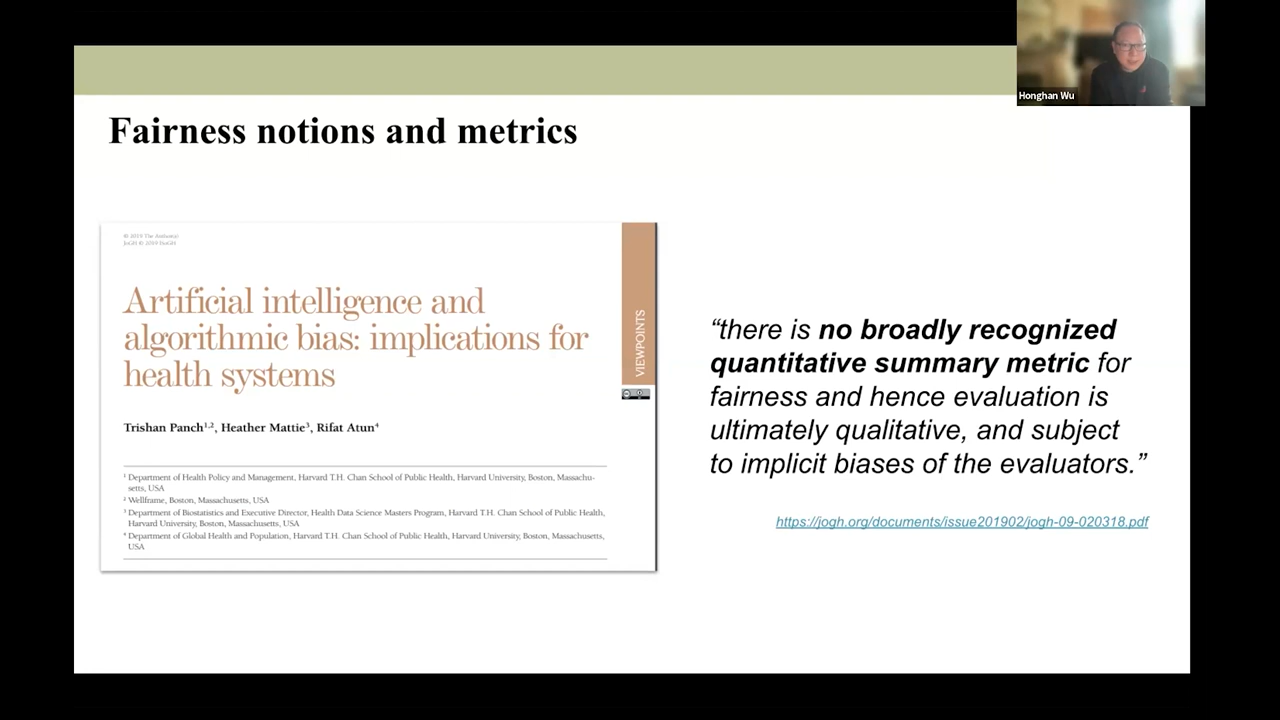 Honghan Wu
Fairness notions and metrics
© 2019 The Author(s)
JoGH © 2019 ISoGH
Artificial intelligence and
algorithmic bias: implications for
health systems
VIEWPOINTS
Trishan Panch1,2, Heather Mattie3, Rifat Atun4
1 Department of Health Policy and Management, Harvard T.H. Chan School of Public Health, Harvard University, Boston, Massachu-
setts, USA
2 Wellframe, Boston, Massachusetts, USA
3 Department of Biostatistics and Executive Director, Health Data Science Masters Program, Harvard T.H. Chan School of Public Health,
Harvard University, Boston, Massachusetts, USA
4 Department of Global Health and Population, Harvard T.H. Chan School of Public Health, Harvard University, Boston, Massachusetts,
USA
“there is no broadly recognized
quantitative summary metric for
fairness and hence evaluation is
ultimately qualitative, and subject
to implicit biases of the evaluators.”
https://jogh.org/documents/issue201902/jogh-09-020318.pdf